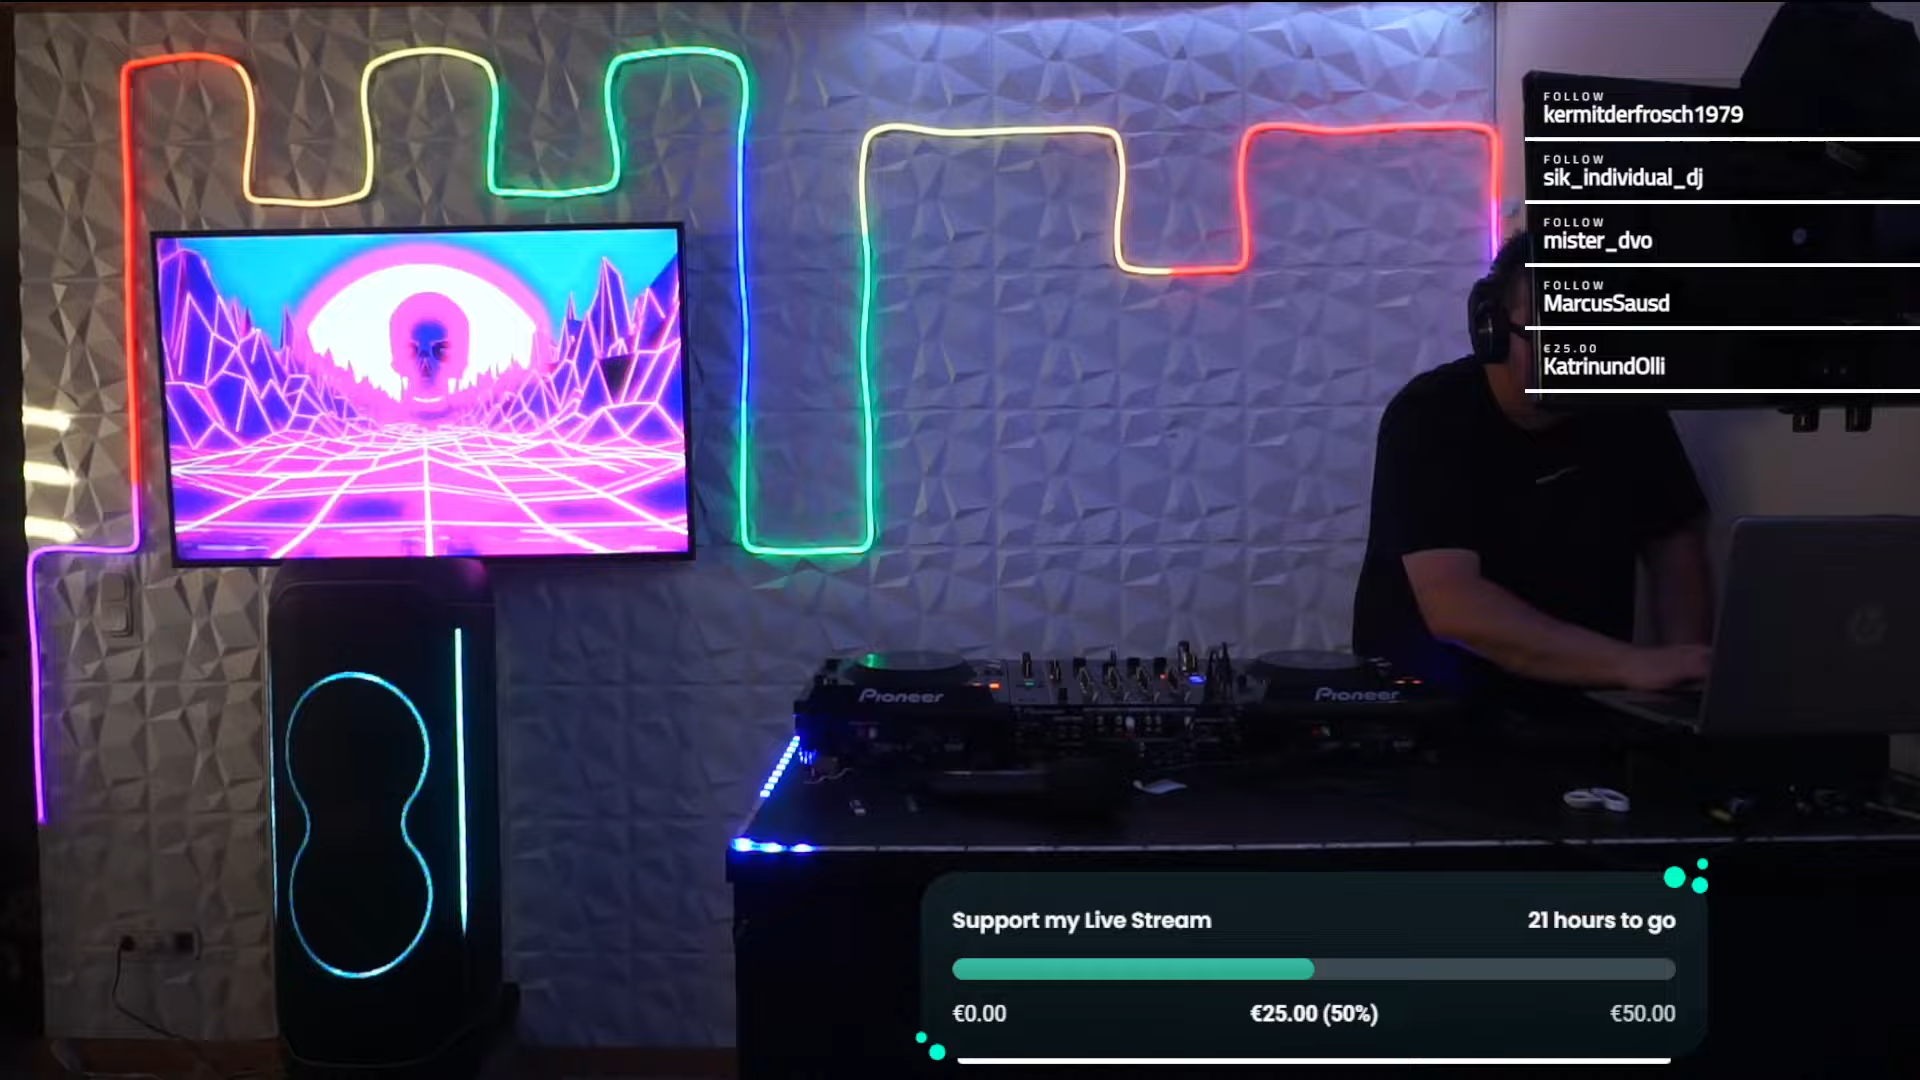 FOLLOW
kermitderfrosch1979
FOLLOW
sik_individual_dj
FOLLOW
mister_dvo
FOLLOW
MarcusSausd
€25.00
KatrinundOlli
Pioneer
Pioneer
hp
Support my Live Stream
21 hours to go
€0.00
€25.00 (50%)
€50.00